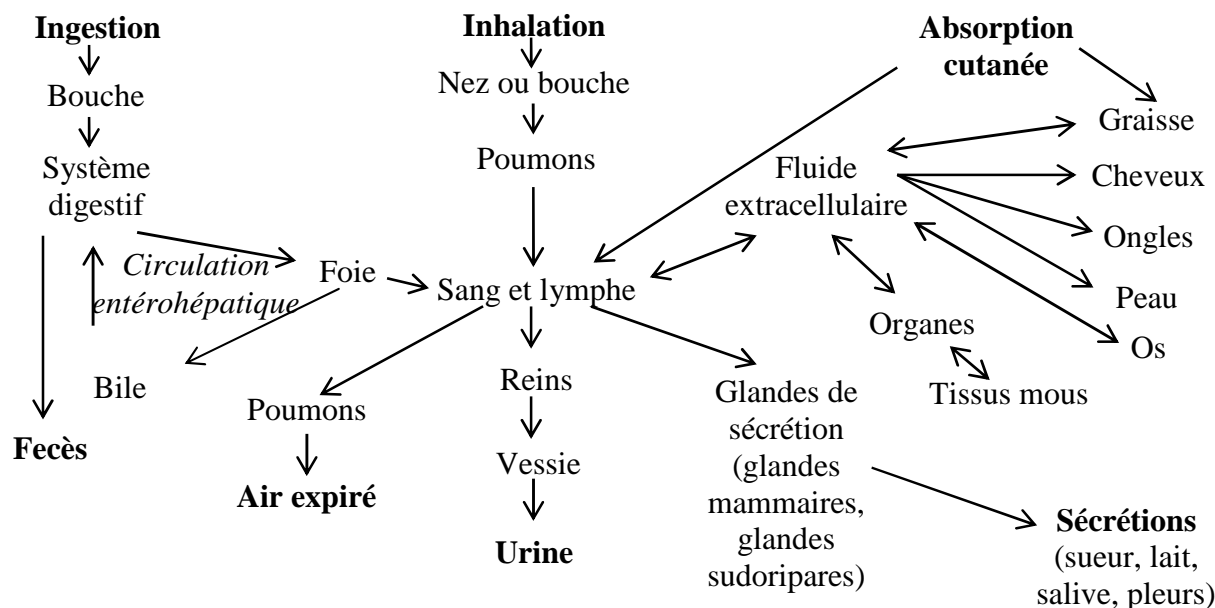 Ingestion
Bouche
Système
digestif
Circulation
entérohépatique
Foie
Bile
Fecès
Inhalation
Nez ou bouche
Poumons
Sang et lymphe
Poumons
Air expiré
Reins
Vessie
Urine
Glandes de
sécrétion
(glandes
mammaires,
glandes
sudoripares)
Sécrétions
(sueur, lait,
salive, pleurs)
Absorption
cutanée
Fluide
extracellulaire
Graisse
Cheveux
Ongles
Peau
Os
Organes
Tissus mous